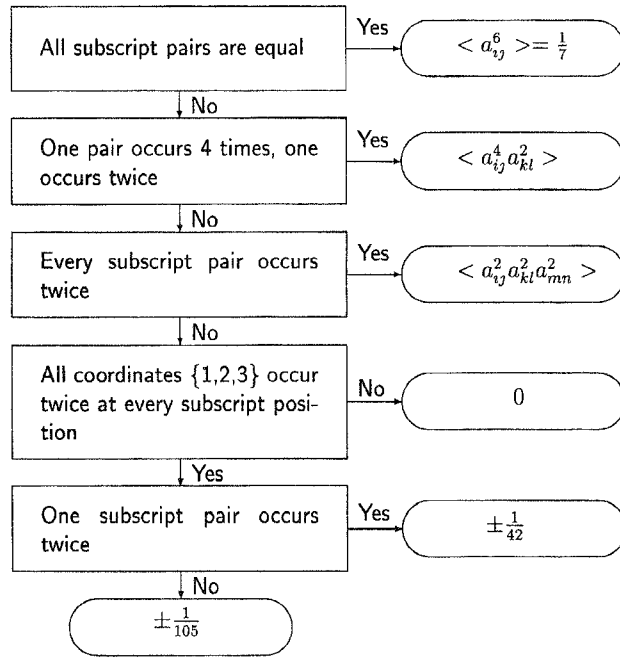 All subscript pairs are equal
Yes
< a_{ij}^6 >= 1/7
No
One pair occurs 4 times, one
occurs twice
Yes
< a_{ij}^4 a_{kl}^2 >
No
Every subscript pair occurs
twice
Yes
< a_{ij}^2 a_{kl}^2 a_{mn}^2 >
No
All coordinates {1,2,3} occur
twice at every subscript posi-
tion
No
0
Yes
One subscript pair occurs
twice
Yes
± 1/42
No
± 1/105